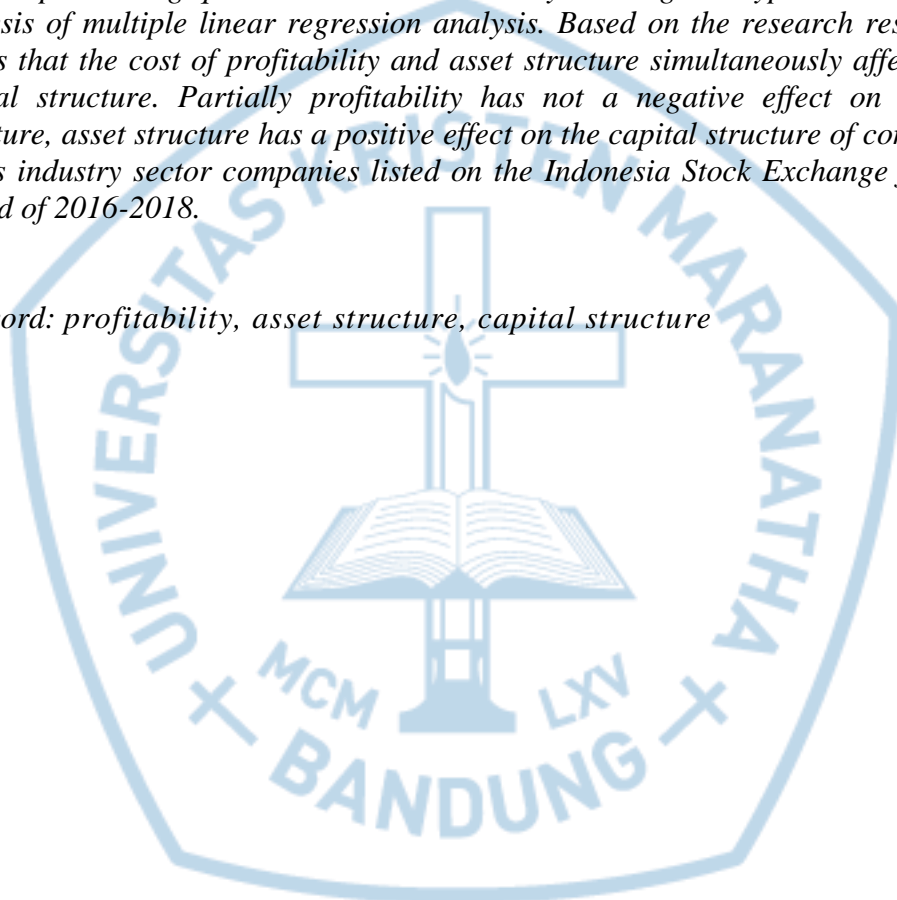 sis of multiple linear regression analysis. Based on the research res
s that the cost of profitability and asset structure simultaneously affe
al structure. Partially profitability has not a negative effect on
ture, asset structure has a positive effect on the capital structure of con
s industry sector companies listed on the Indonesia Stock Exchange
d of 2016-2018.
ord: profitability, asset structure, capital structure
UNIVERSITAS KRISTEN MARANATHA
MCM LXV
BANDUNG